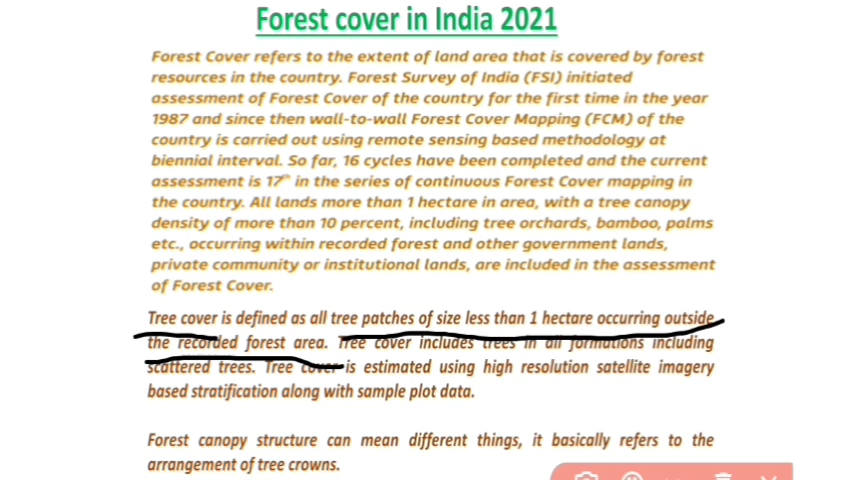 Forest cover in India 2021
Forest Cover refers to the extent of land area that is covered by forest
resources in the country. Forest Survey of India (FSI) initiated
assessment of Forest Cover of the country for the first time in the year
1987 and since then wall-to-wall Forest Cover Mapping (FCM) of the
country is carried out using remote sensing based methodology at
biennial interval. So far, 16 cycles have been completed and the current
assessment is 17th in the series of continuous Forest Cover mapping in
the country. All lands more than 1 hectare in area, with a tree canopy
density of more than 10 percent, including tree orchards, bamboo, palms
etc., occurring within recorded forest and other government lands,
private community or institutional lands, are included in the assessment
of Forest Cover.
Tree cover is defined as all tree patches of size less than 1 hectare occurring outside
the recorded forest area. Tree cover includes trees in all formations including
scattered trees. Tree cover is estimated using high resolution satellite imagery
based stratification along with sample plot data.
Forest canopy structure can mean different things, it basically refers to the
arrangement of tree crowns.